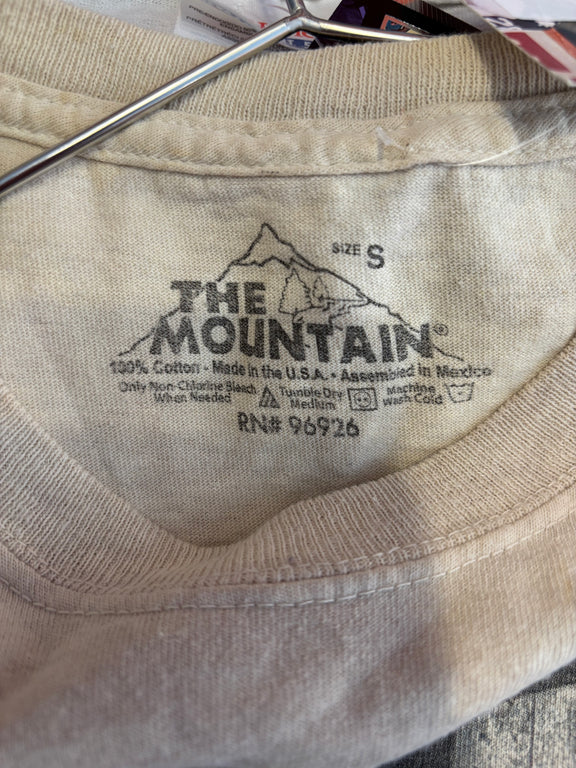 SIZE S
THE
MOUNTAIN®
100% Cotton • Made in the U.S.A. • Assembled in Mexico
Only Non-Chlorine Bleach When Needed
Tumble Dry Medium
Machine Wash Cold
RN# 96926